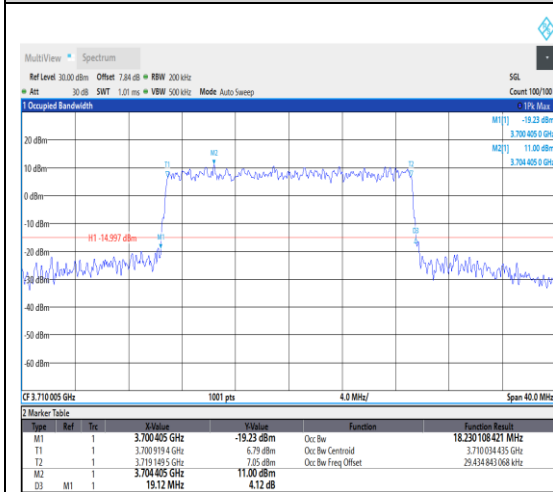 MultiView Spectrum
Ref Level 30.00 dBm Offset 7.84 dB RBW 200 kHz SGL
Att 30 dB SWT 1.01 ms VBW 500 kHz Mode Auto Sweep Count 100/100
1 Occupied Bandwidth 1Pk Max
M1[1] -19.23 dBm
3.700 405 0 GHz
M2[1] 11.00 dBm
3.704 405 0 GHz
20 dBm
T1 M2 T2
10 dBm
0 dBm
-10 dBm
H1 -14.997 dBm M1 D3
-20 dBm
-30 dBm
-40 dBm
-50 dBm
-60 dBm
CF 3.710 005 GHz 1001 pts 4.0 MHz/ Span 40.0 MHz
2 Marker Table
Type Ref Trc X-Value Y-Value Function Function Result
M1 1 3.700 405 GHz -19.23 dBm Occ Bw 18.230 108 421 MHz
T1 1 3.700 919 4 GHz 6.79 dBm Occ Bw Centroid 3.710 034 435 GHz
T2 1 3.719 149 5 GHz 7.05 dBm Occ Bw Freq Offset 29.434 843 068 kHz
M2 1 3.704 405 GHz 11.00 dBm
D3 M1 1 19.12 MHz 4.12 dB